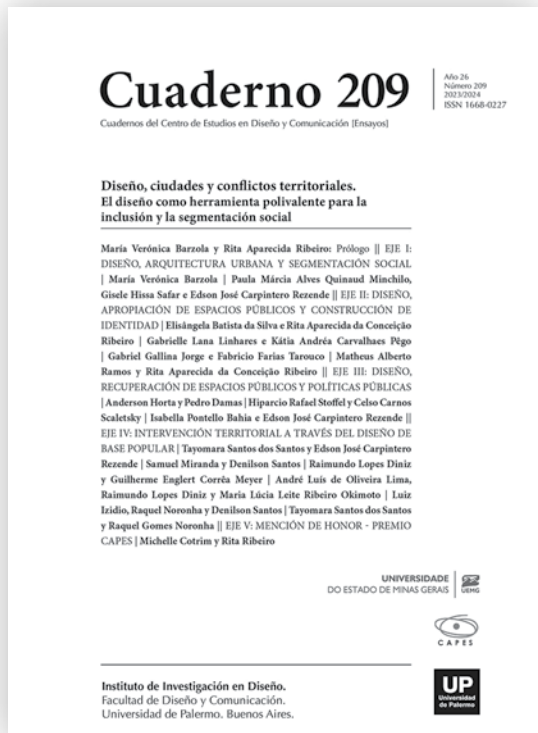 Cuaderno 209
Año 26
Número 209
2023/2024
ISSN 1668-0227
Cuadernos del Centro de Estudios en Diseño y Comunicación [Ensayos]
Diseño, ciudades y conflictos territoriales.
El diseño como herramienta polivalente para la
inclusión y la segmentación social
María Verónica Barzola y Rita Aparecida Ribeiro: Prólogo || EJE I:
DISEÑO, ARQUITECTURA URBANA Y SEGMENTACIÓN SOCIAL
| María Verónica Barzola | Paula Márcia Alves Quinaud Minchilo,
Gisele Hissa Safar e Edson José Carpintero Rezende || EJE II: DISEÑO,
APROPIACIÓN DE ESPACIOS PÚBLICOS Y CONSTRUCCIÓN DE
IDENTIDAD | Elisângela Batista da Silva e Rita Aparecida da Conceição
Ribeiro | Gabrielle Lana Linhares e Kátia Andréa Carvalhaes Pêgo
| Gabriel Gallina Jorge e Fabricio Farias Tarouco | Matheus Alberto
Ramos y Rita Aparecida da Conceição Ribeiro || EJE III: DISEÑO,
RECUPERACIÓN DE ESPACIOS PÚBLICOS Y POLÍTICAS PÚBLICAS
| Anderson Horta y Pedro Damas | Hiparcio Rafael Stoffel y Celso Carnos
Scaletsky | Isabella Pontello Bahia e Edson José Carpintero Rezende ||
EJE IV: INTERVENCIÓN TERRITORIAL A TRAVÉS DEL DISEÑO DE
BASE POPULAR | Tayomara Santos dos Santos y Edson José Carpintero
Rezende | Samuel Miranda y Denilson Santos | Raimundo Lopes Diniz
y Guilherme Englert Corrêa Meyer | André Luís de Oliveira Lima,
Raimundo Lopes Diniz y Maria Lúcia Leite Ribeiro Okimoto | Luiz
Izidio, Raquel Noronha y Denilson Santos | Tayomara Santos dos Santos
y Raquel Gomes Noronha || EJE V: MENCIÓN DE HONOR - PREMIO
CAPES | Michelle Cotrim y Rita Ribeiro
UNIVERSIDADE
DO ESTADO DE MINAS GERAIS
UEMG
CAPES
Instituto de Investigación en Diseño.
Facultad de Diseño y Comunicación.
Universidad de Palermo. Buenos Aires.
UP
Universidad
de Palermo